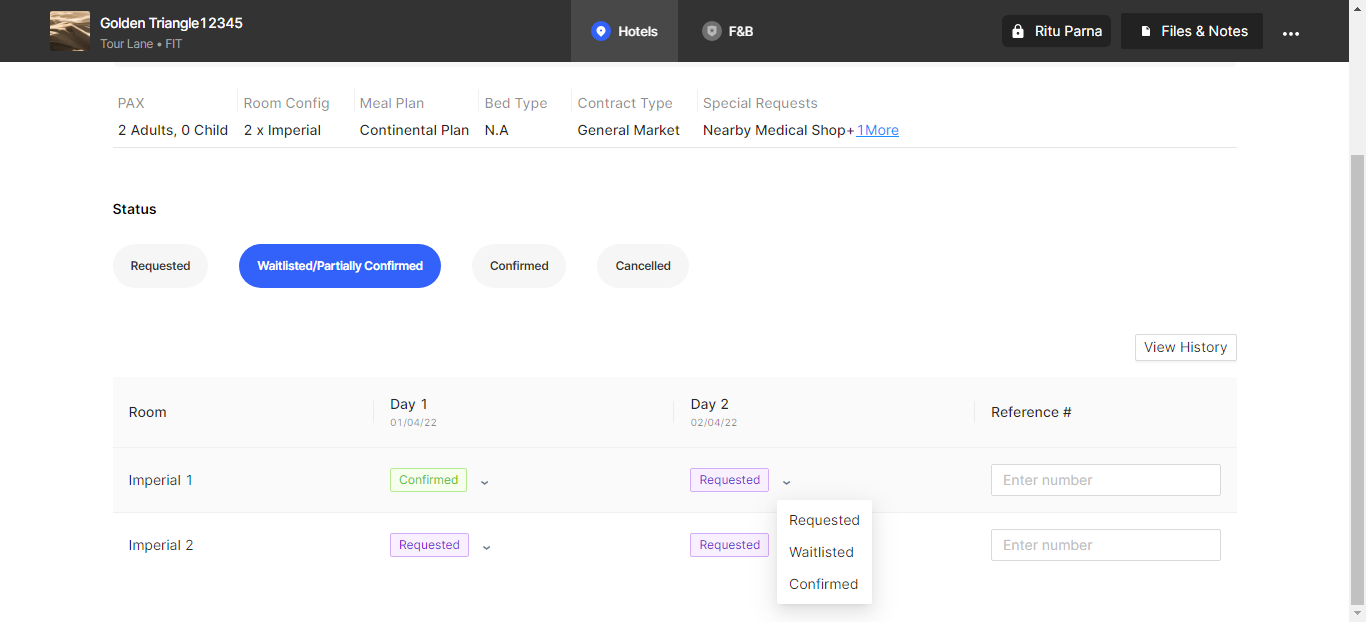 Golden Triangle12345
Tour Lane • FIT
Hotels
F&B
Ritu Parna
Files & Notes
PAX
Room Config
Meal Plan
Bed Type
Contract Type
Special Requests
2 Adults, 0 Child
2 x Imperial
Continental Plan
N.A
General Market
Nearby Medical Shop+ 1More
Status
Requested
Waitlisted/Partially Confirmed
Confirmed
Cancelled
View History
Room
Day 1
01/04/22
Day 2
02/04/22
Reference #
Imperial 1
Confirmed
Requested
Enter number
Imperial 2
Requested
Requested
Enter number
Requested
Waitlisted
Confirmed